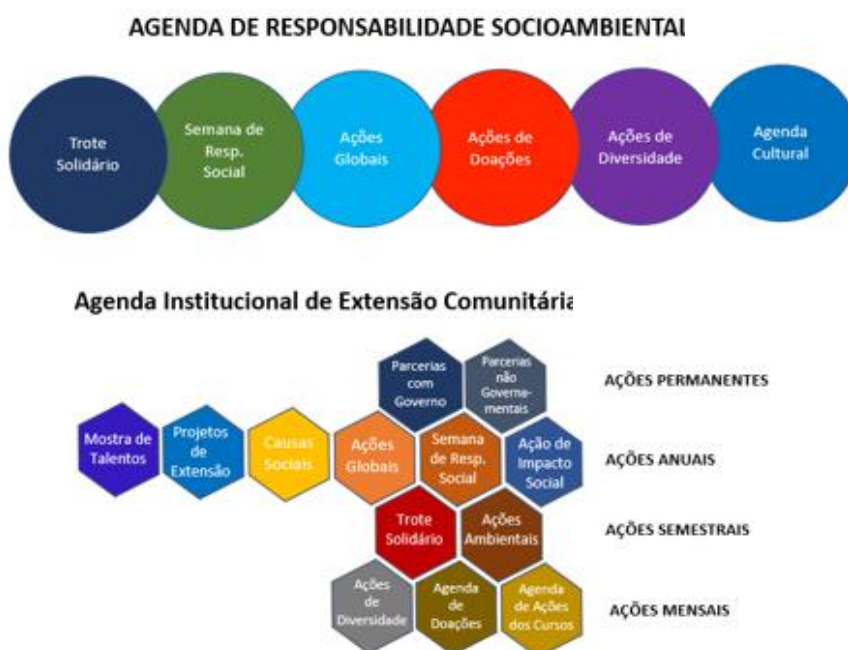 AGENDA DE RESPONSABILIDADE SOCIOAMBIENTAL
Trote
Solidário
Semana de
Resp.
Social
Ações
Globais
Ações de
Doações
Ações de
Diversidade
Agenda
Cultural
Agenda Institucional de Extensão Comunitária
Parcerias
com
Governo
Parcerias
não
Governa-
mentais
AÇÕES PERMANENTES
Mostra de
Talentos
Projetos
de
Extensão
Causas
Sociais
Ações
Globais
Semana
de Resp.
Social
Ação de
Impacto
Social
AÇÕES ANUAIS
Trote
Solidário
Ações
Ambientais
AÇÕES SEMESTRAIS
Ações
de
Diversidade
Agenda
de
Doações
Agenda
de Ações
dos Cursos
AÇÕES MENSAIS